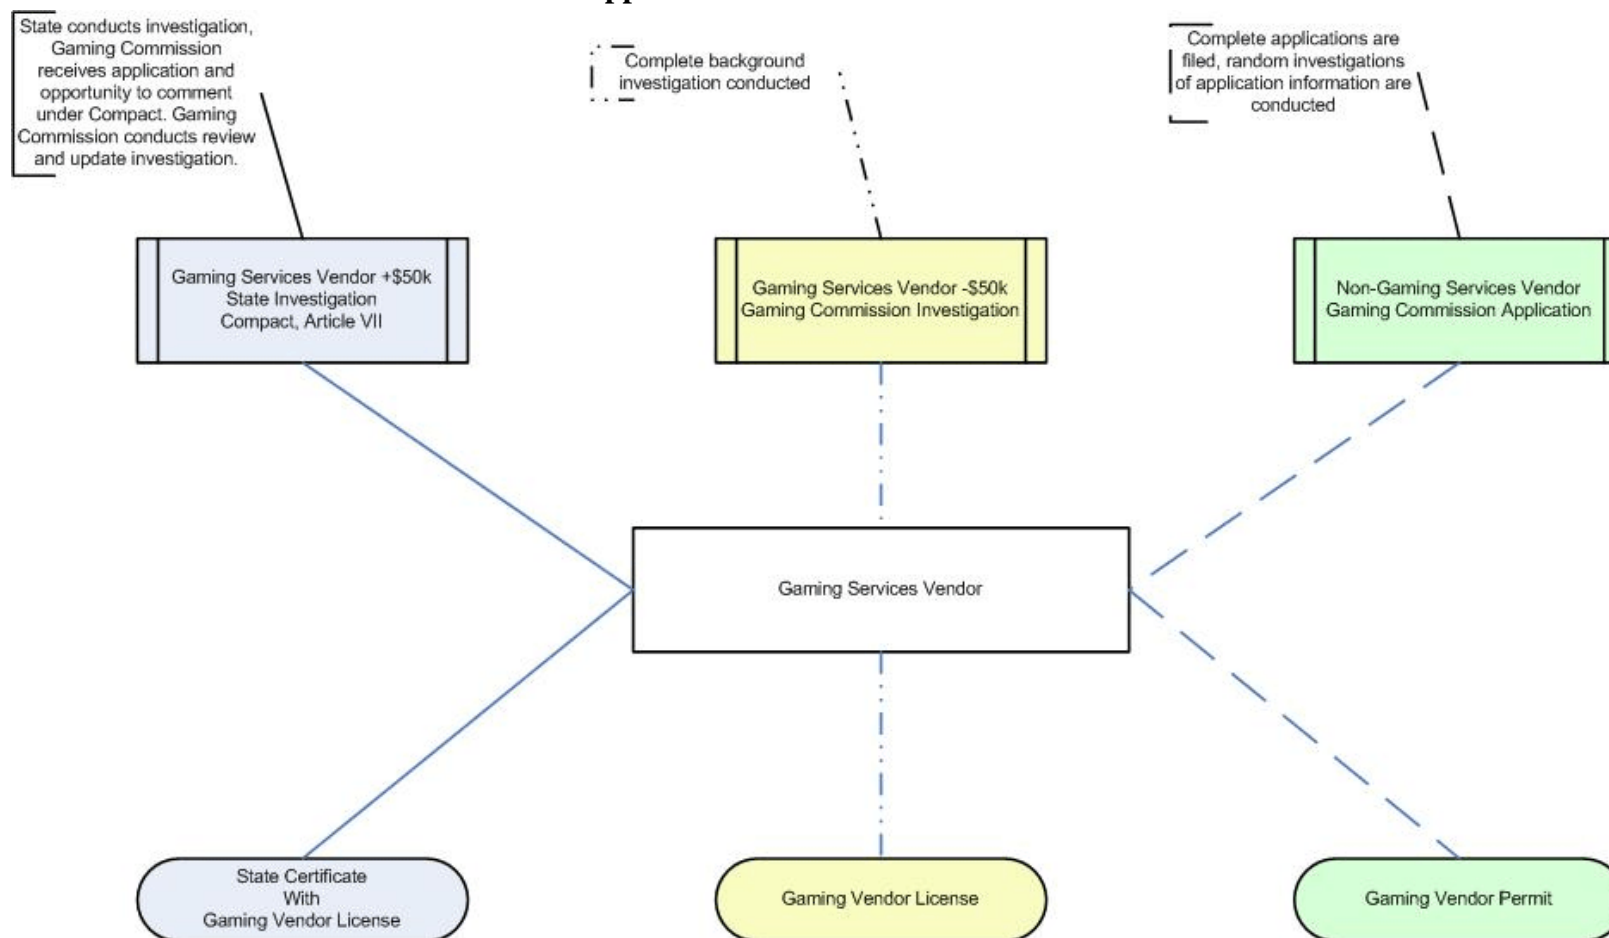 State conducts investigation,
Gaming Commission
receives application and
opportunity to comment
under Compact. Gaming
Commission conducts review
and update investigation.
Complete background
investigation conducted
Complete applications are
filed, random investigations
of application information are
conducted
Gaming Services Vendor +$50k
State Investigation
Compact, Article VII
Gaming Services Vendor -$50k
Gaming Commission Investigation
Non-Gaming Services Vendor
Gaming Commission Application
Gaming Services Vendor
State Certificate
With
Gaming Vendor License
Gaming Vendor License
Gaming Vendor Permit